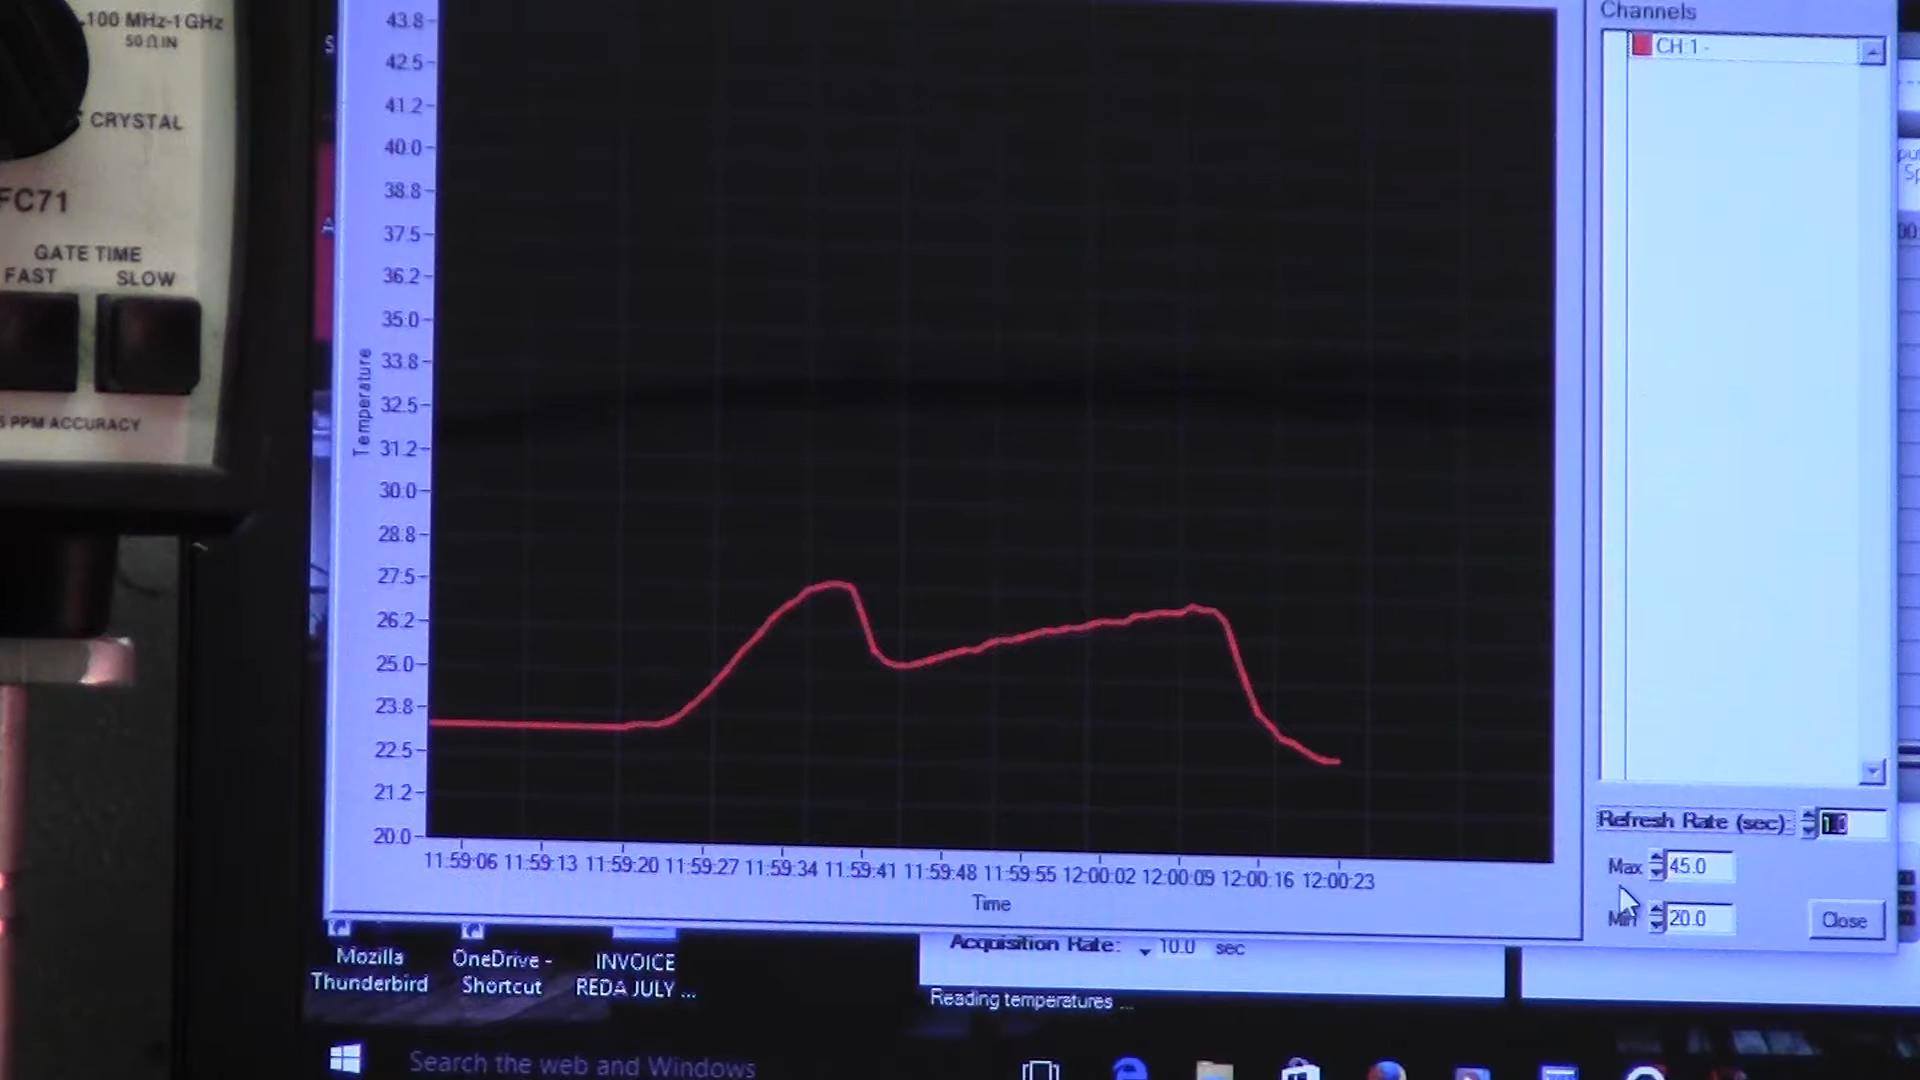 100 MHz-1 GHz
50 Ω IN
CRYSTAL
FC71
GATE TIME
FAST SLOW
PPM ACCURACY
43.8
42.5
41.2
40.0
38.8
37.5
36.2
35.0
33.8
32.5
31.2
30.0
28.8
27.5
26.2
25.0
23.8
22.5
21.2
20.0
Temperature
11:59:06 11:59:13 11:59:20 11:59:27 11:59:34 11:59:41 11:59:48 11:59:55 12:00:02 12:00:09 12:00:16 12:00:23
Time
Channels
CH:1 -
Refresh Rate (sec):
Max 45.0
Min 20.0
Close
Acquisition Rate: 10.0 sec
Reading temperatures ...
Mozilla
Thunderbird
OneDrive -
Shortcut
INVOICE
REDA JULY ...
Search the web and Windows